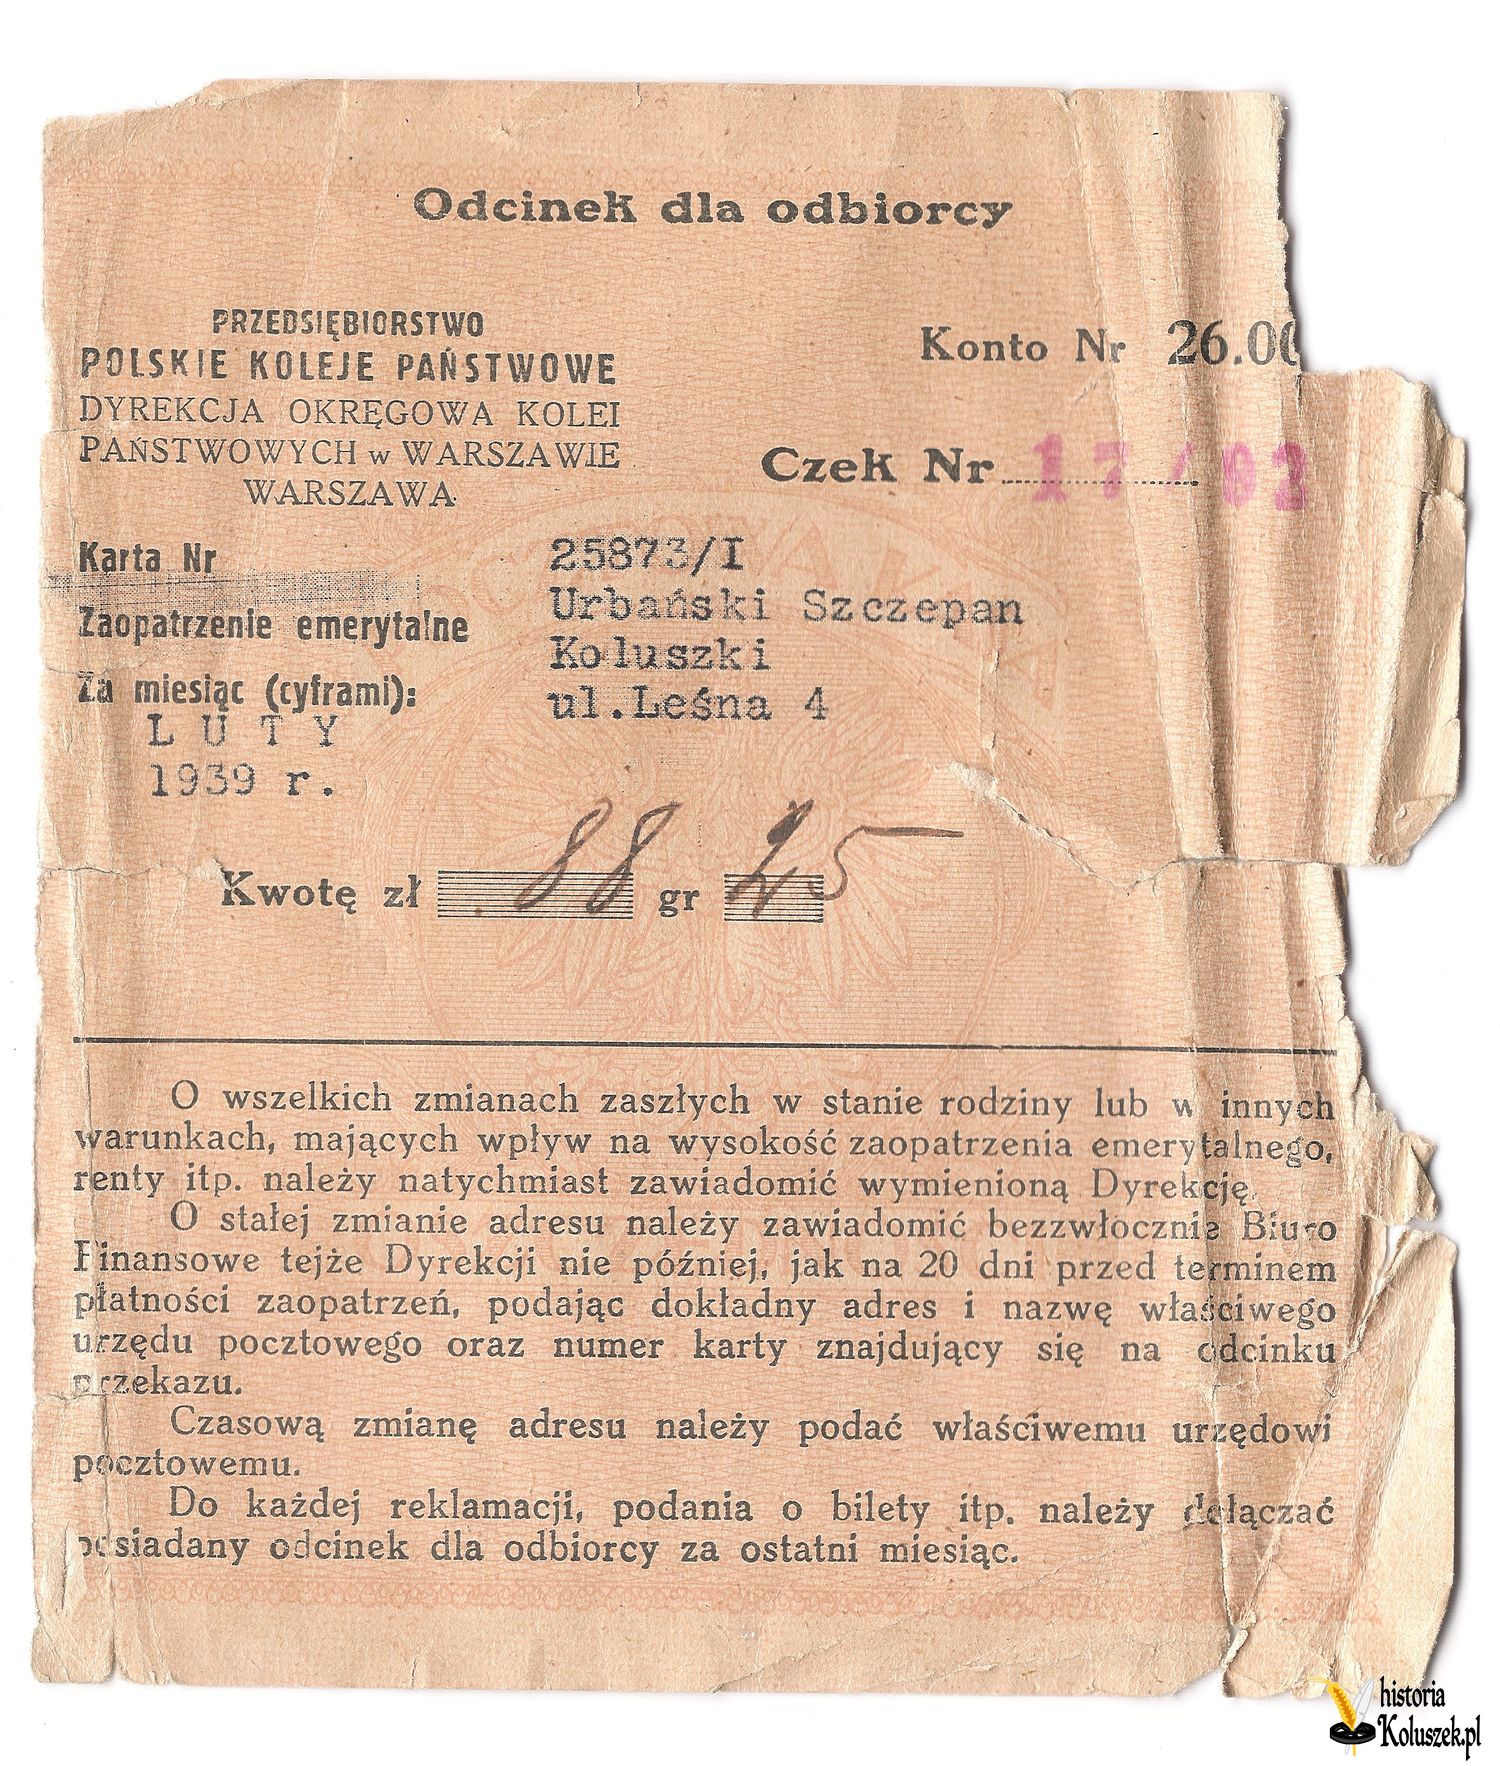 Odcinek dla odbiorcy
PRZEDSIĘBIORSTWO
POLSKIE KOLEJE PAŃSTWOWE
DYREKCJA OKRĘGOWA KOLEI
PAŃSTWOWYCH w WARSZAWIE
WARSZAWA
Konto Nr 26.00
Czek Nr
Karta Nr 25873/I
Urbański Szczepan
Zaopatrzenie emerytalne
Koluszki
Za miesiąc (cyframi): ul.Leśna 4
LUTY
1939 r.
Kwotę zł 88 gr 25
O wszelkich zmianach zaszłych w stanie rodziny lub w innych
warunkach, mających wpływ na wysokość zaopatrzenia emerytalnego,
renty itp. należy natychmiast zawiadomić wymienioną Dyrekcję.
O stałej zmianie adresu należy zawiadomić bezzwłocznie Biuro
Finansowe tejże Dyrekcji nie później, jak na 20 dni przed terminem
płatności zaopatrzeń, podając dokładny adres i nazwę właściwego
urzędu pocztowego oraz numer karty znajdujący się na odcinku
przekazu.
Czasową zmianę adresu należy podać właściwemu urzędowi
pocztowemu.
Do każdej reklamacji, podania o bilety itp. należy dołączać
posiadany odcinek dla odbiorcy za ostatni miesiąc.
historia
Koluszek.pl